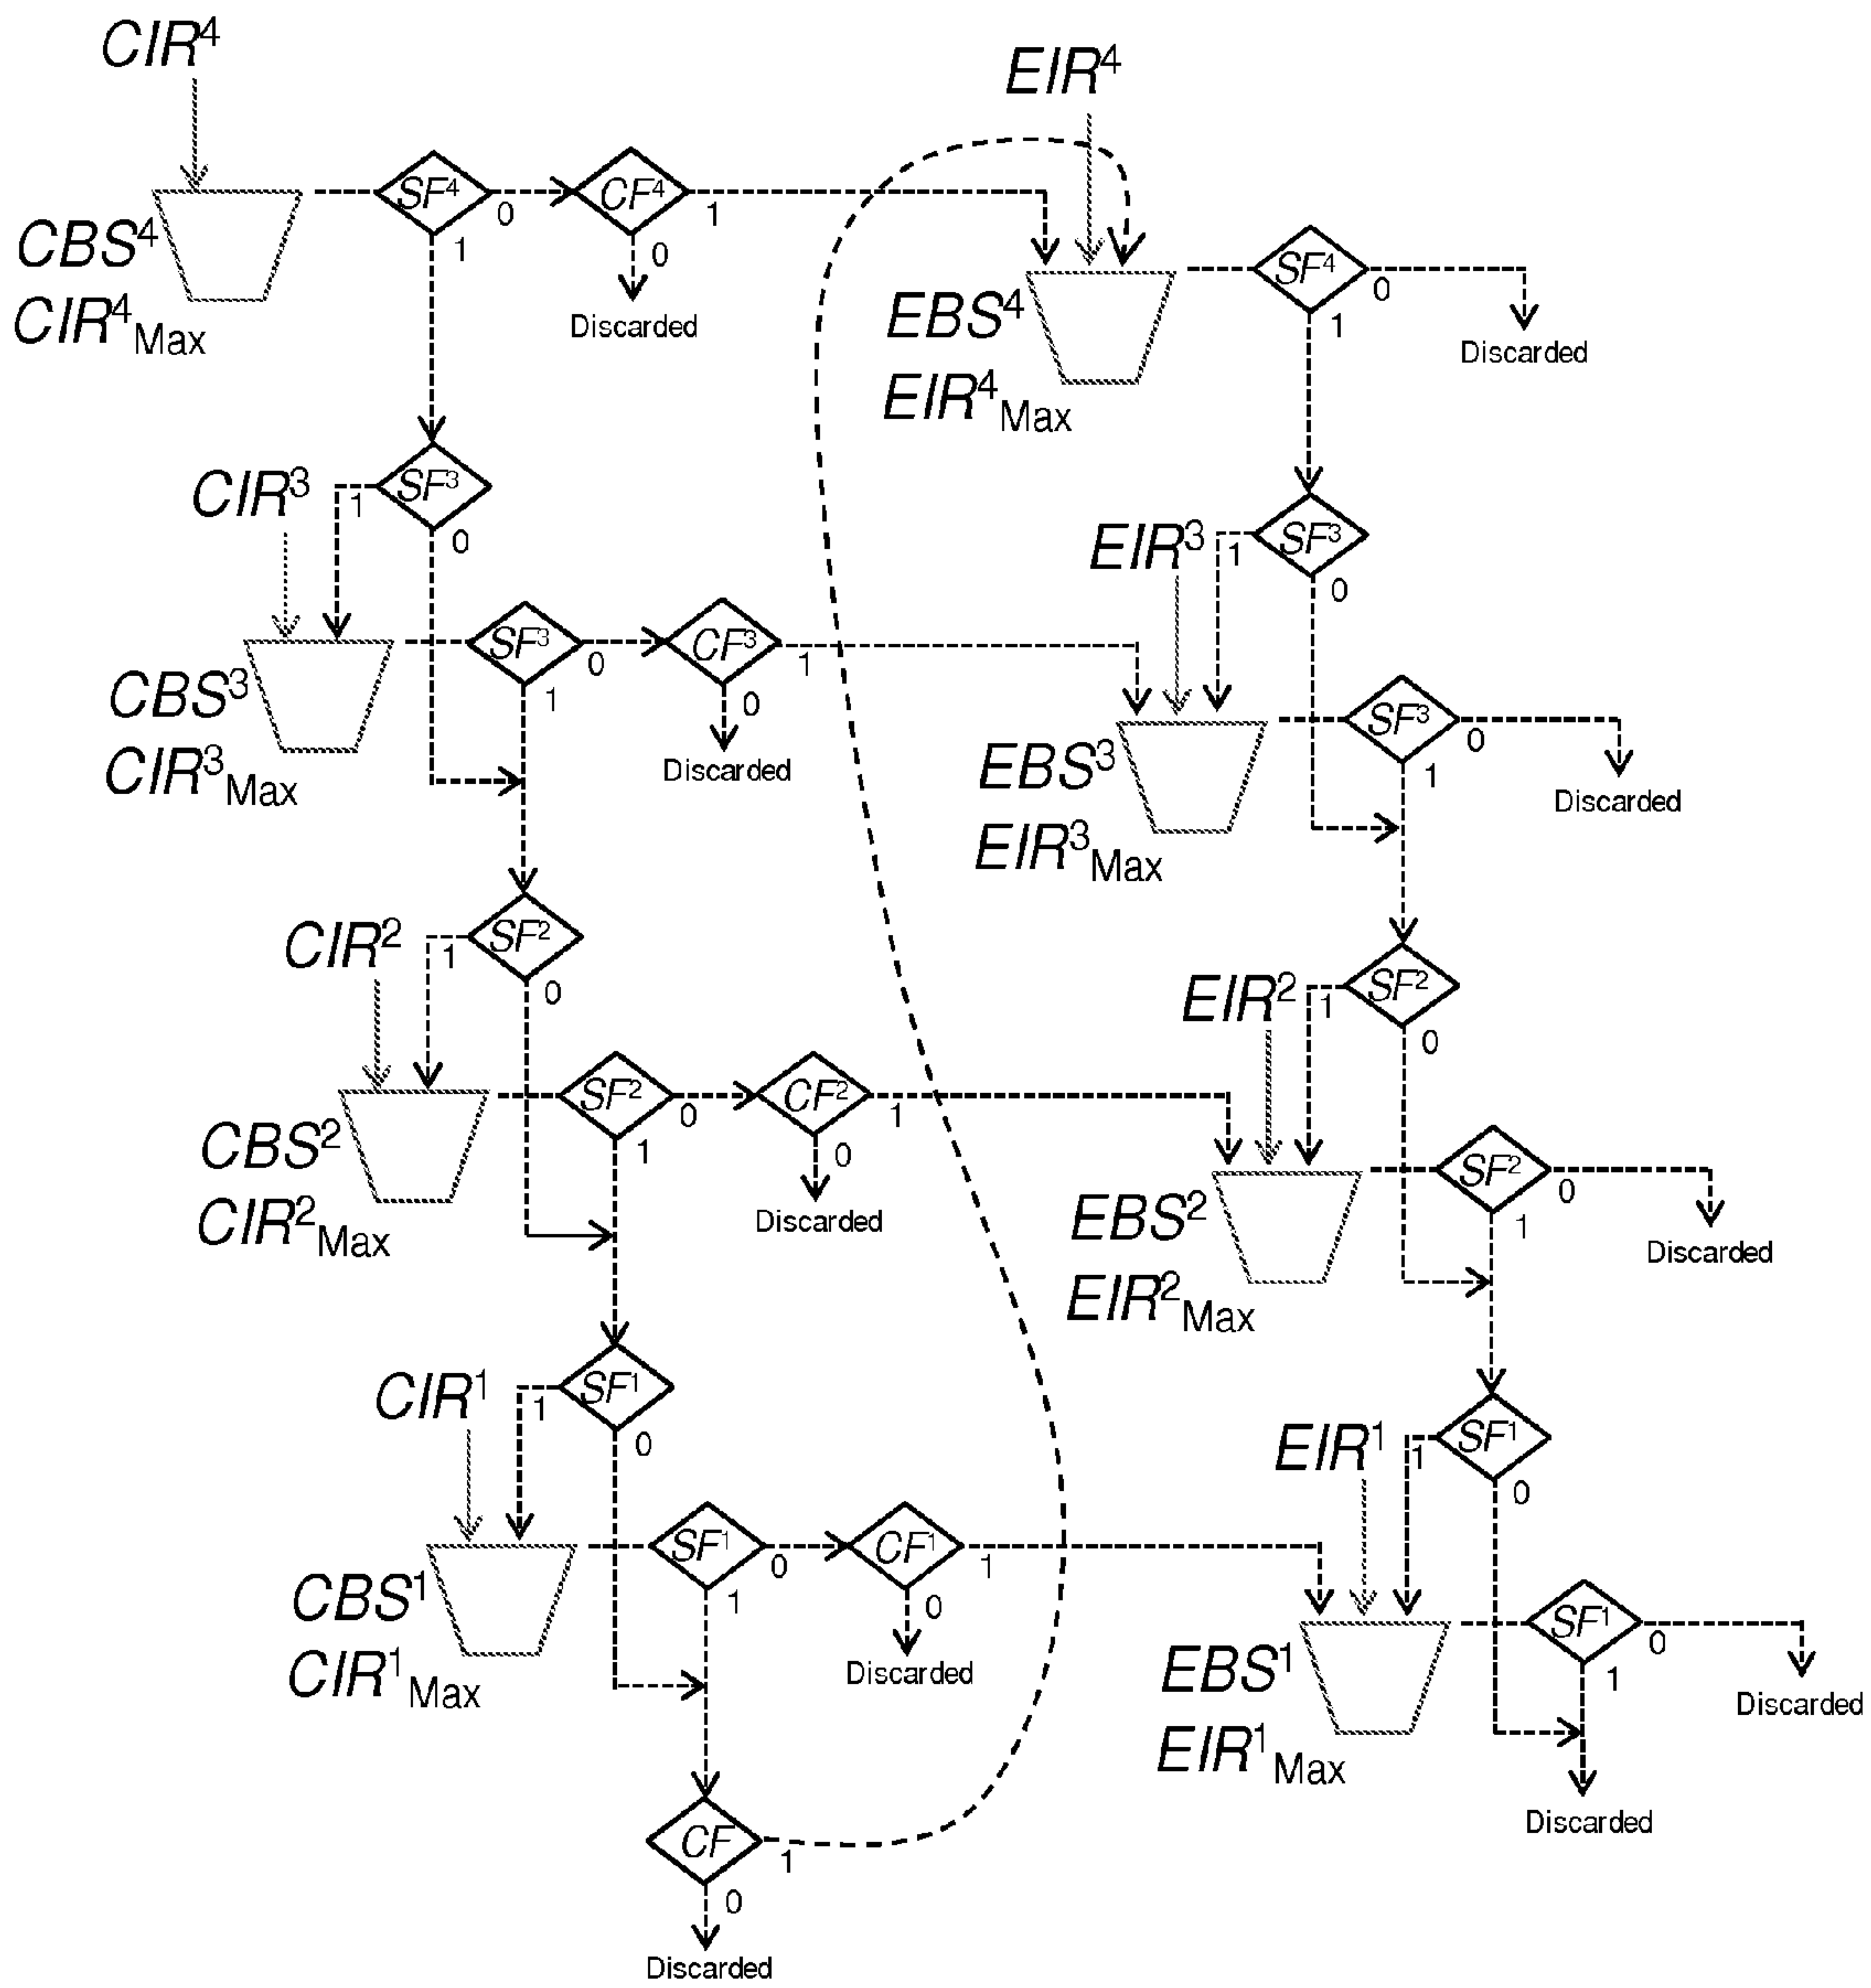 CIR⁴
EIR⁴
SF⁴ 0 CF⁴ 1
1
0
CBS⁴
CIR⁴Max
Discarded
SF⁴ 0
1
EBS⁴
EIR⁴Max
Discarded
SF³
1
0
CIR³
SF³
1
0
EIR³
SF³ 0 CF³ 1
1
0
CBS³
CIR³Max
Discarded
SF³ 0
1
EBS³
EIR³Max
Discarded
SF²
1
0
CIR²
SF²
1
0
EIR²
SF² 0 CF² 1
1
0
CBS²
CIR²Max
Discarded
SF² 0
1
EBS²
EIR²Max
Discarded
SF¹
1
0
CIR¹
SF¹
1
0
EIR¹
SF¹ 0 CF¹ 1
1
0
CBS¹
CIR¹Max
Discarded
SF¹ 0
1
EBS¹
EIR¹Max
Discarded
Discarded
CF 1
0
Discarded